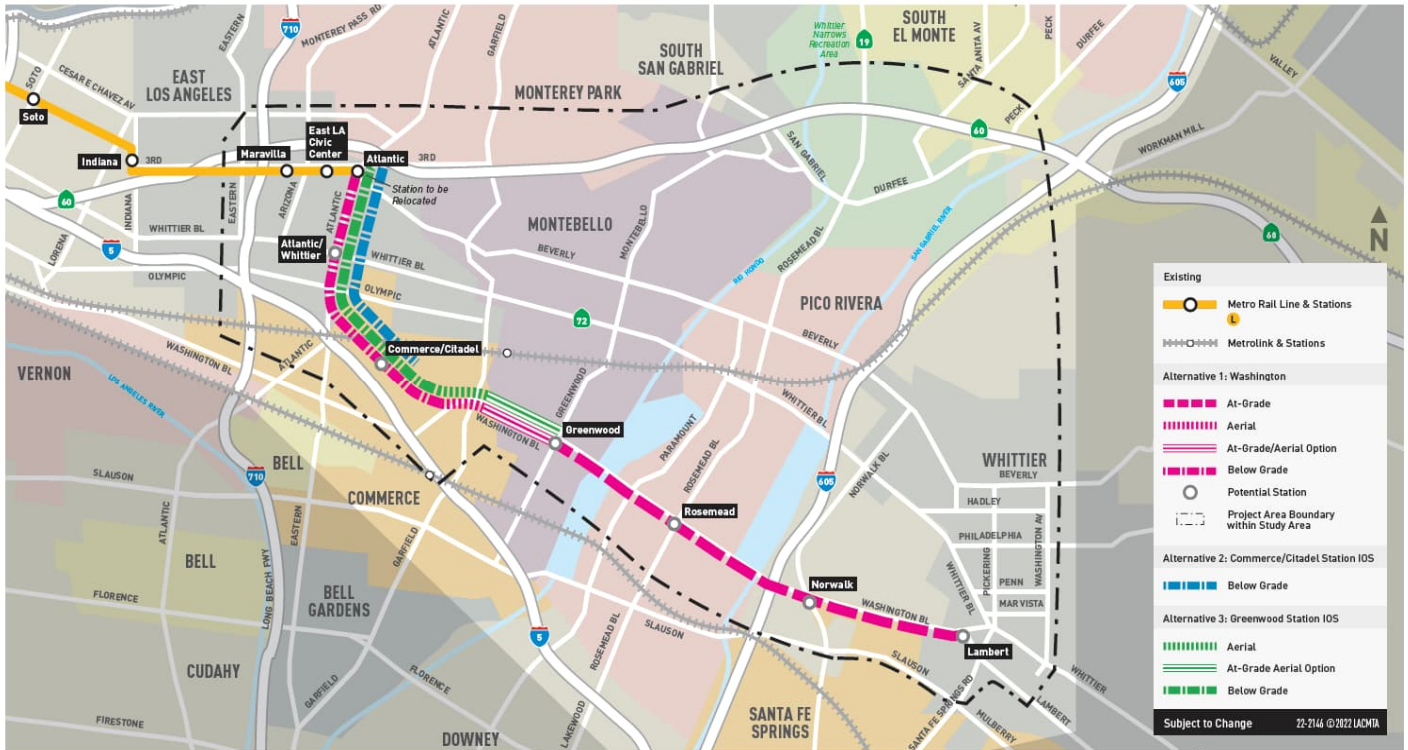 EASTERN
710
MONTEREY PASS RD
ATLANTIC
GARFIELD
SOUTH
SAN GABRIEL
Whittier
Narrows
Recreation
Area
19
SOUTH
EL MONTE
SANTA ANITA AV
PECK
DURFEE
605
VALLEY
SOTO
CESAR E CHAVEZ AV
EAST
LOS ANGELES
MONTEREY PARK
Soto
PECK
60
WORKMAN MILL
Indiana
3RD
Maravilla
East LA
Civic
Center
Atlantic
3RD
Station to be
Relocated
SAN GABRIEL
DURFEE
60
INDIANA
EASTERN
ARIZONA
ATLANTIC
MONTEBELLO
MONTEBELLO
ROSEMEAD BL
SAN GABRIEL RIVER
LORENA
5
WHITTIER BL
Atlantic/
Whittier
WHITTIER BL
BEVERLY
RIO HONDO
60
N
OLYMPIC
OLYMPIC
72
PICO RIVERA
BEVERLY
WASHINGTON BL
ATLANTIC
Commerce/Citadel
VERNON
LOS ANGELES RIVER
GREENWOOD
WHITTIER BL
WASHINGTON BL
Greenwood
PARAMOUNT
ROSEMEAD BL
NORWALK BL
WHITTIER
BEVERLY
SLAUSON
710
BELL
COMMERCE
605
HADLEY
PHILADELPHIA
Rosemead
ATLANTIC
EASTERN
GARFIELD
BELL
LONG BEACH FWY
BELL
GARDENS
WHITTIER BL
PICKERING
PENN
MAR VISTA
WASHINGTON AV
Norwalk
WASHINGTON BL
FLORENCE
5
ROSEMEAD BL
SLAUSON
Lambert
SLAUSON
WHITTIER
CUDAHY
GARFIELD
FLORENCE
LAKEWOOD
SANTA FE
SPRINGS
SANTA FE SPRINGS RD
MULBERRY
LAMBERT
FIRESTONE
DOWNEY
Existing
Metro Rail Line & Stations
L
Metrolink & Stations
Alternative 1: Washington
At-Grade
Aerial
At-Grade/Aerial Option
Below Grade
Potential Station
Project Area Boundary
within Study Area
Alternative 2: Commerce/Citadel Station IOS
Below Grade
Alternative 3: Greenwood Station IOS
Aerial
At-Grade Aerial Option
Below Grade
Subject to Change
22-2146 ©2022 LACMTA